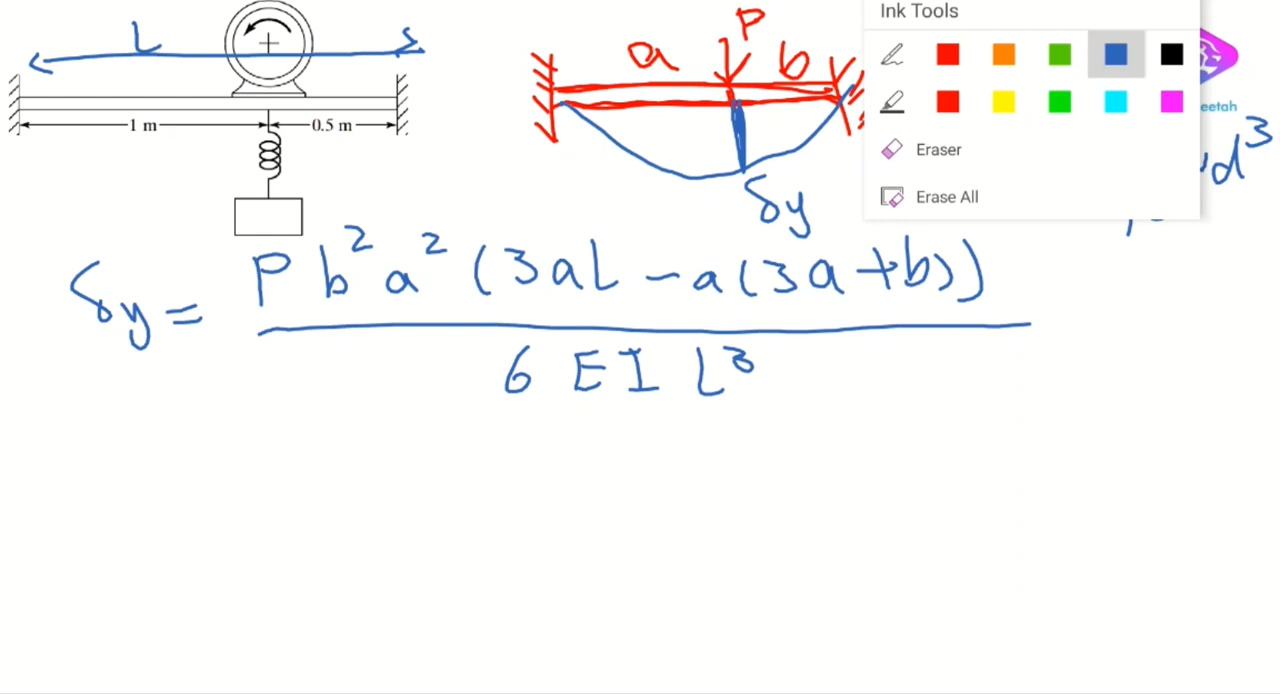 Ink Tools
L
P
a
b
1 m
0.5 m
eetah
Eraser
d³
Erase All
δy
δy = P b² a² (3aL - a(3a+b))
6 E I L³